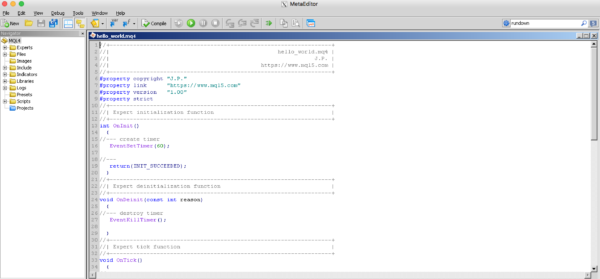 MetaEditor
File Edit View Tools Window Help
New Compile rundown
Navigator
MQL4
Experts
Files
Images
Include
Indicators
Libraries
Logs
Presets
Scripts
Projects
hello_world.mq4
1 //+------------------------------------------------------------------+
2 //| hello_world.mq4 |
3 //| J.P. |
4 //| https://www.mql5.com |
5 //+------------------------------------------------------------------+
6 #property copyright "J.P."
7 #property link "https://www.mql5.com"
8 #property version "1.00"
9 #property strict
10 //+------------------------------------------------------------------+
11 //| Expert initialization function |
12 //+------------------------------------------------------------------+
13 int OnInit()
14 {
15 //--- create timer
16 EventSetTimer(60);
17
18 //---
19 return(INIT_SUCCEEDED);
20 }
21 //+------------------------------------------------------------------+
22 //| Expert deinitialization function |
23 //+------------------------------------------------------------------+
24 void OnDeinit(const int reason)
25 {
26 //--- destroy timer
27 EventKillTimer();
28
29 }
30 //+------------------------------------------------------------------+
31 //| Expert tick function |
32 //+------------------------------------------------------------------+
33 void OnTick()
34 {